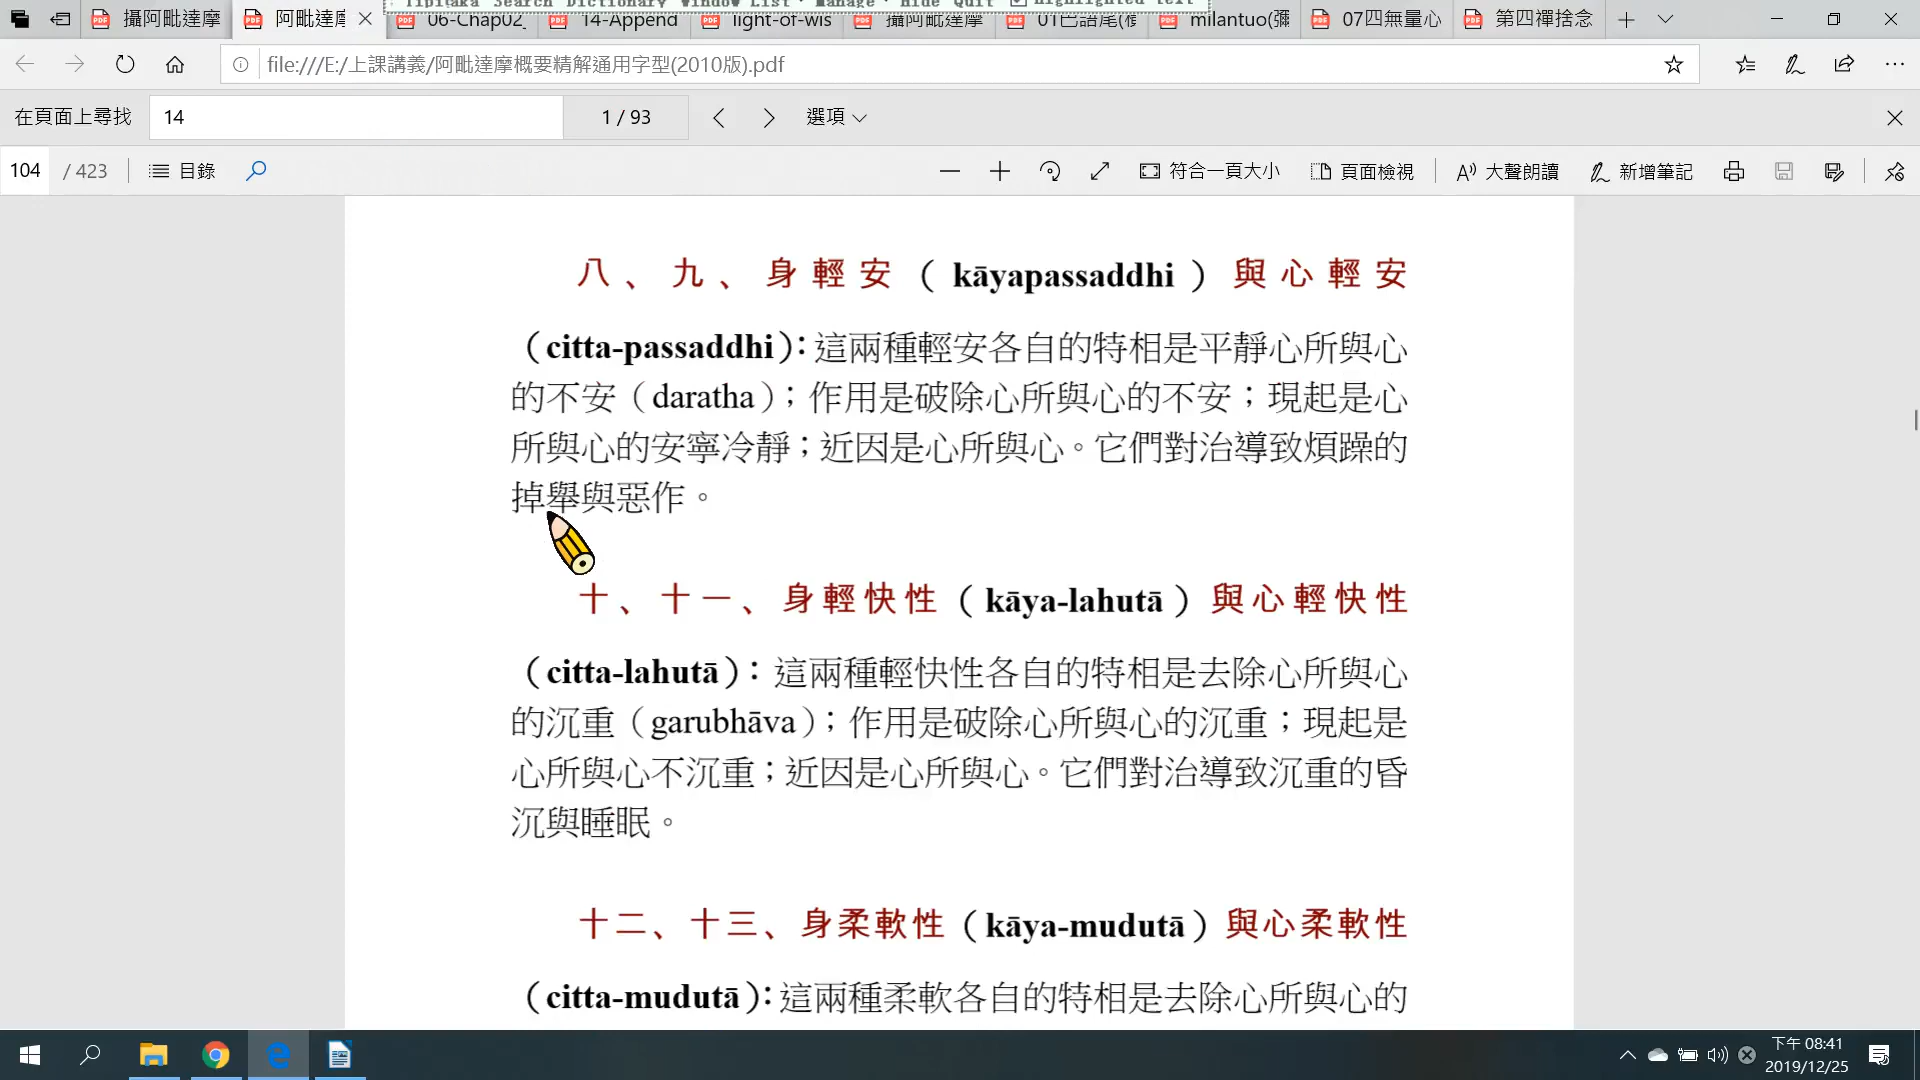 攝阿毗達摩
阿毗達摩
06-Chap02_
14-Append
light-of-wis
攝阿毗達摩
milantuo(彌
07四無量心
第四禪捨念
file:///E:/上課講義/阿毗達摩概要精解通用字型(2010版).pdf
在頁面上尋找
14
1 / 93
選項
104 / 423
目錄
符合一頁大小
頁面檢視
大聲朗讀
新增筆記
八、九、身輕安（kāyapassaddhi）與心輕安
（citta-passaddhi）：這兩種輕安各自的特相是平靜心所與心
的不安（daratha）；作用是破除心所與心的不安；現起是心
所與心的安寧冷靜；近因是心所與心。它們對治導致煩躁的
掉舉與惡作。
十、十一、身輕快性（kāya-lahutā）與心輕快性
（citta-lahutā）：這兩種輕快性各自的特相是去除心所與心
的沉重（garubhāva）；作用是破除心所與心的沉重；現起是
心所與心不沉重；近因是心所與心。它們對治導致沉重的昏
沉與睡眠。
十二、十三、身柔軟性（kāya-mudutā）與心柔軟性
（citta-mudutā）：這兩種柔軟各自的特相是去除心所與心的
下午 08:41
2019/12/25